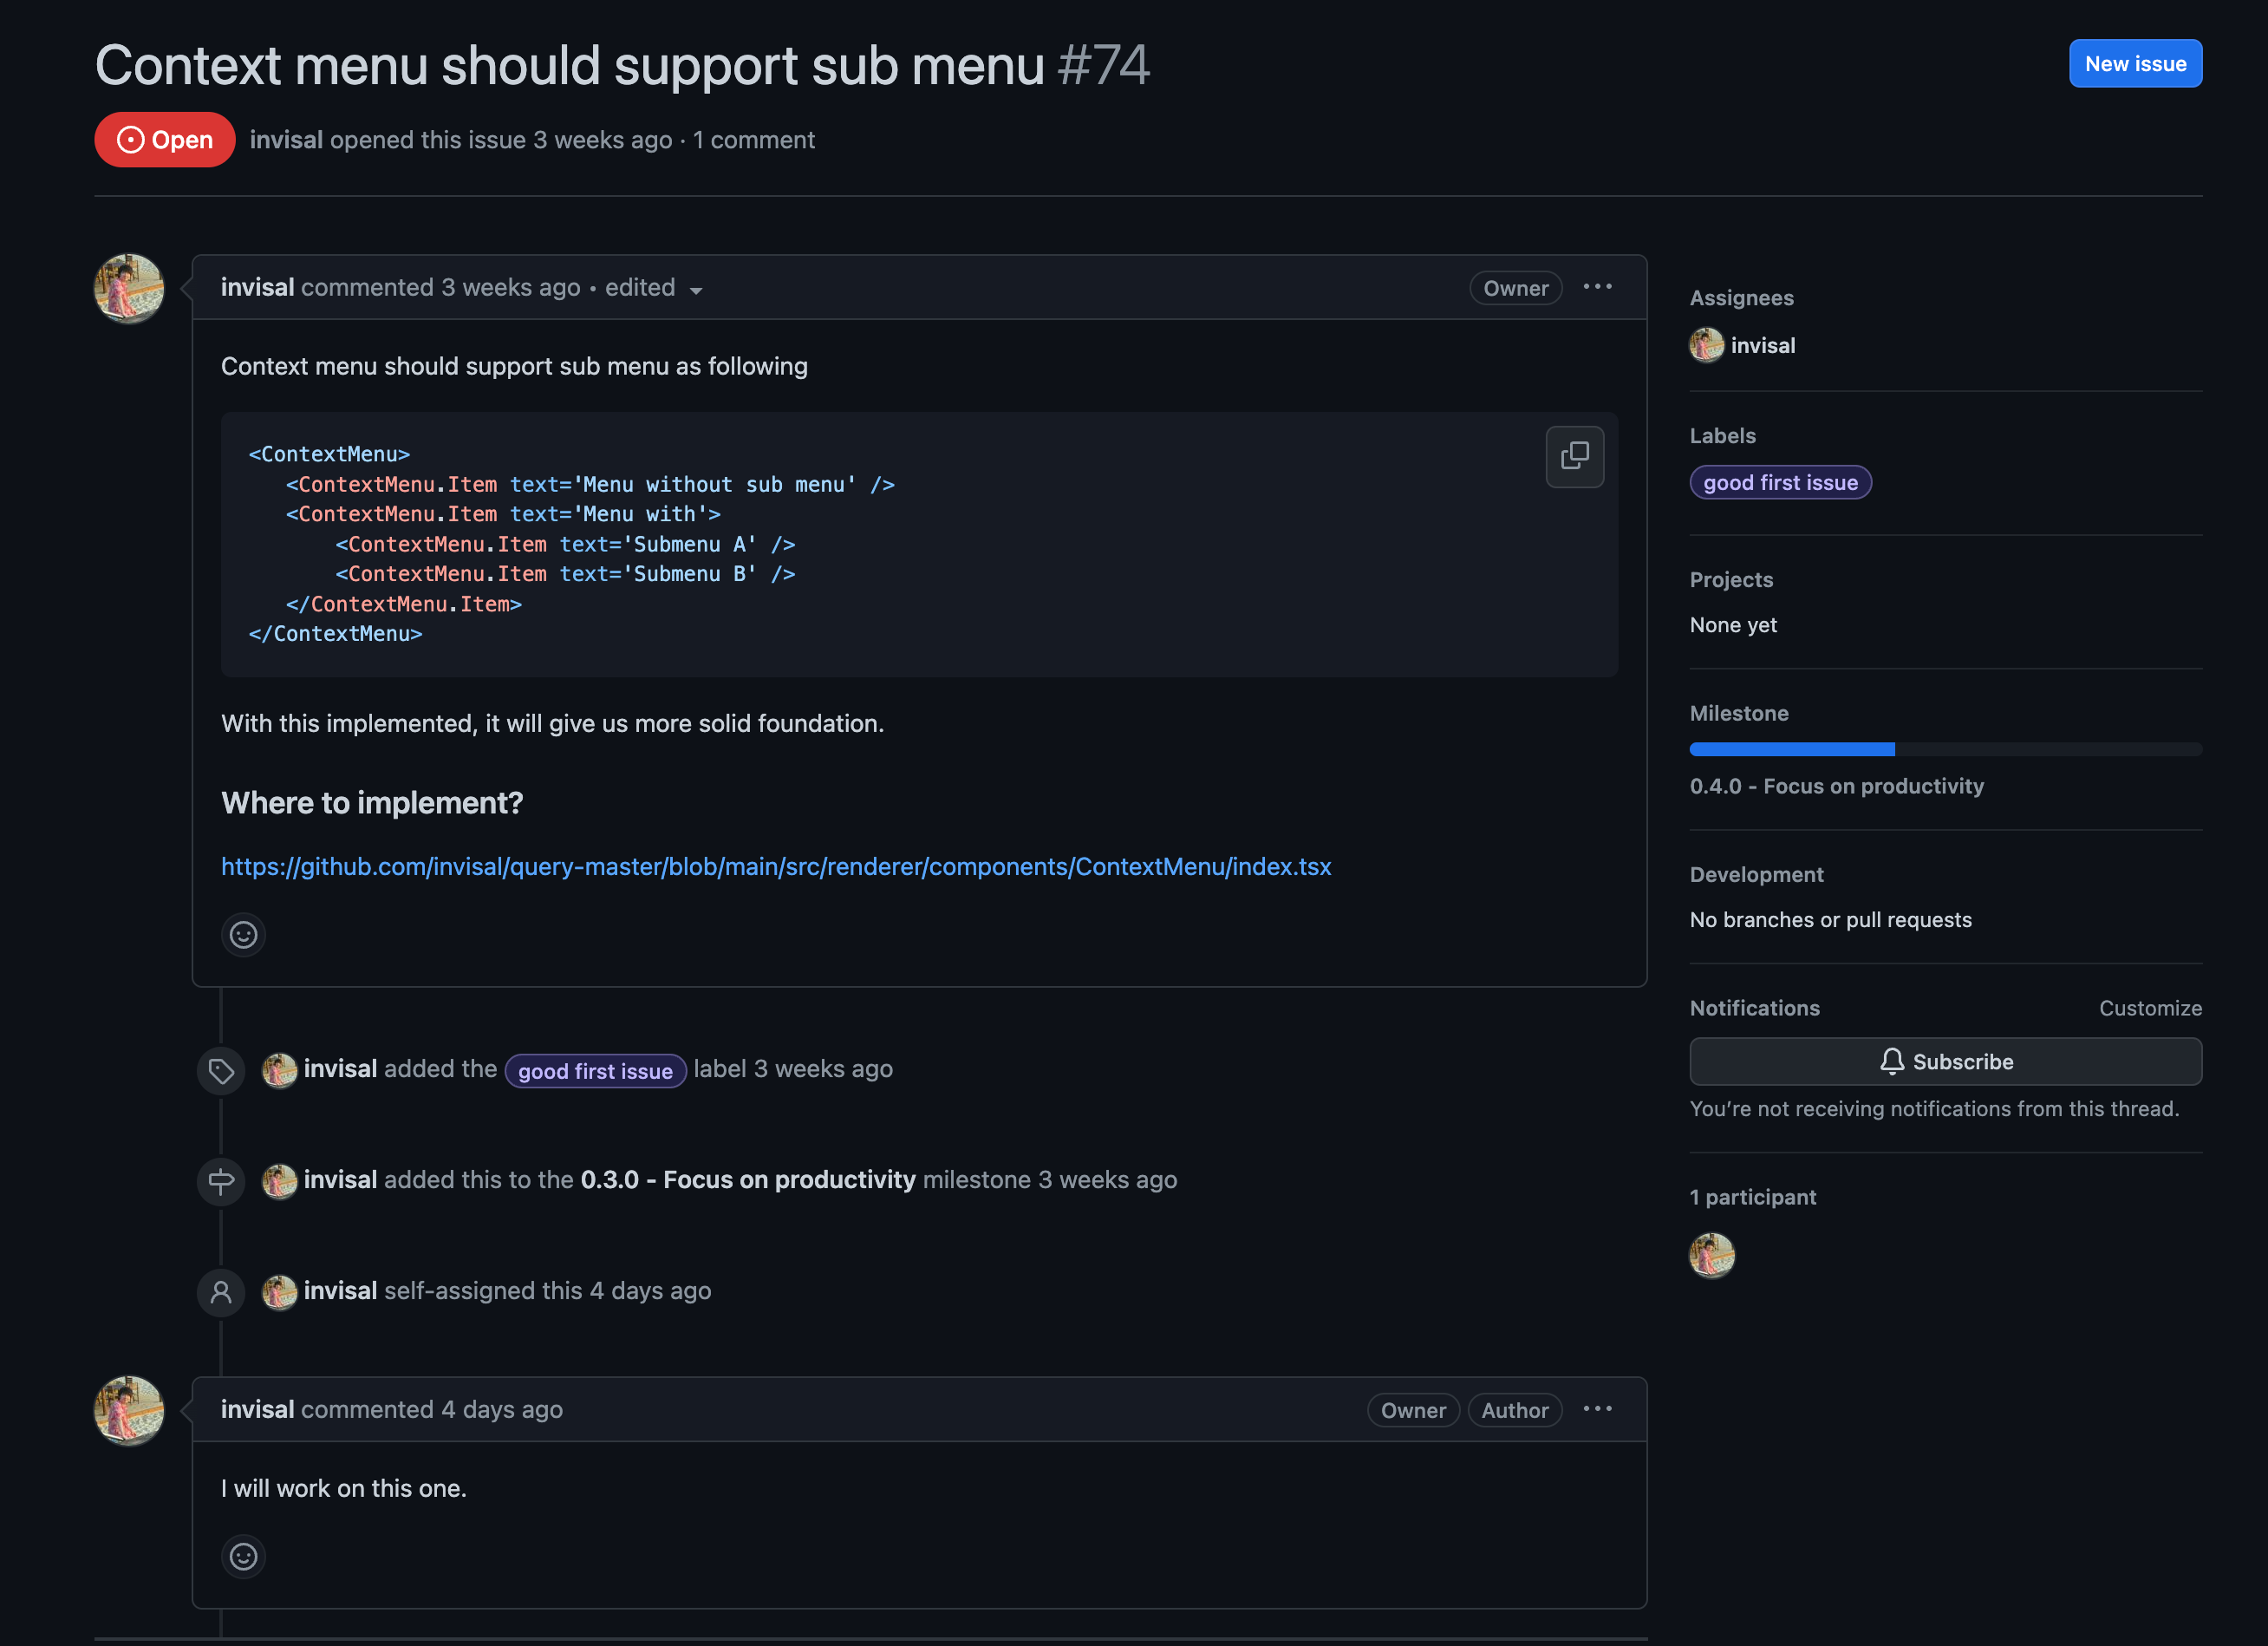 Context menu should support sub menu #74
New issue
Open
invisal opened this issue 3 weeks ago · 1 comment
invisal commented 3 weeks ago • edited
Owner
Context menu should support sub menu as following
<ContextMenu>
   <ContextMenu.Item text='Menu without sub menu' />
   <ContextMenu.Item text='Menu with'>
       <ContextMenu.Item text='Submenu A' />
       <ContextMenu.Item text='Submenu B' />
   </ContextMenu.Item>
</ContextMenu>
With this implemented, it will give us more solid foundation.
Where to implement?
https://github.com/invisal/query-master/blob/main/src/renderer/components/ContextMenu/index.tsx
invisal added the good first issue label 3 weeks ago
invisal added this to the 0.3.0 - Focus on productivity milestone 3 weeks ago
invisal self-assigned this 4 days ago
invisal commented 4 days ago
Owner
Author
I will work on this one.
Assignees
invisal
Labels
good first issue
Projects
None yet
Milestone
0.4.0 - Focus on productivity
Development
No branches or pull requests
Notifications
Customize
Subscribe
You’re not receiving notifications from this thread.
1 participant